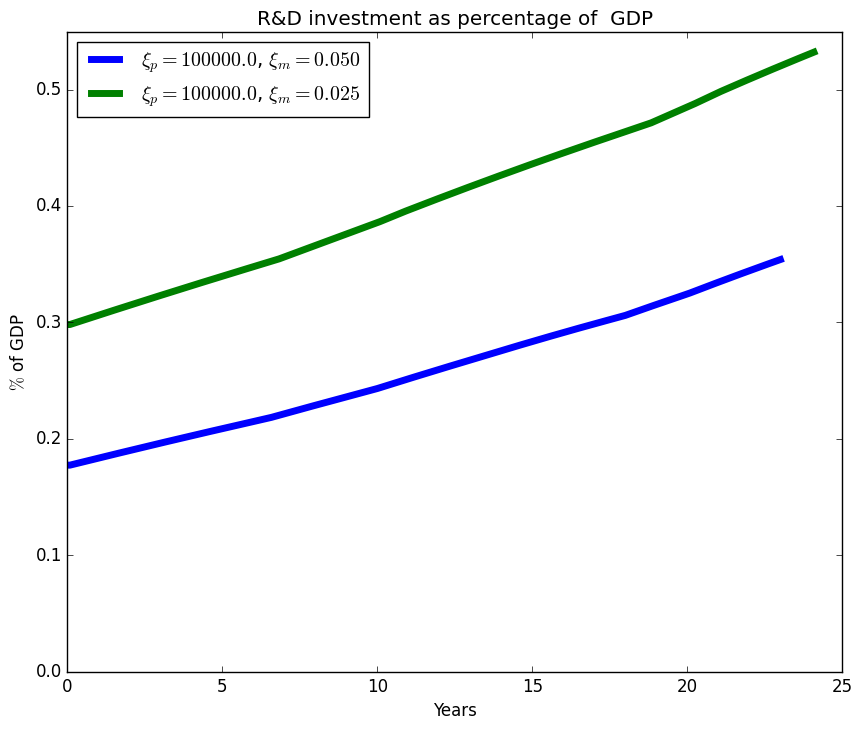 R&D investment as percentage of  GDP
ξₚ = 100000.0, ξₘ = 0.050
ξₚ = 100000.0, ξₘ = 0.025
% of GDP
0.5
0.4
0.3
0.2
0.1
0.0
0 5 10 15 20 25
Years